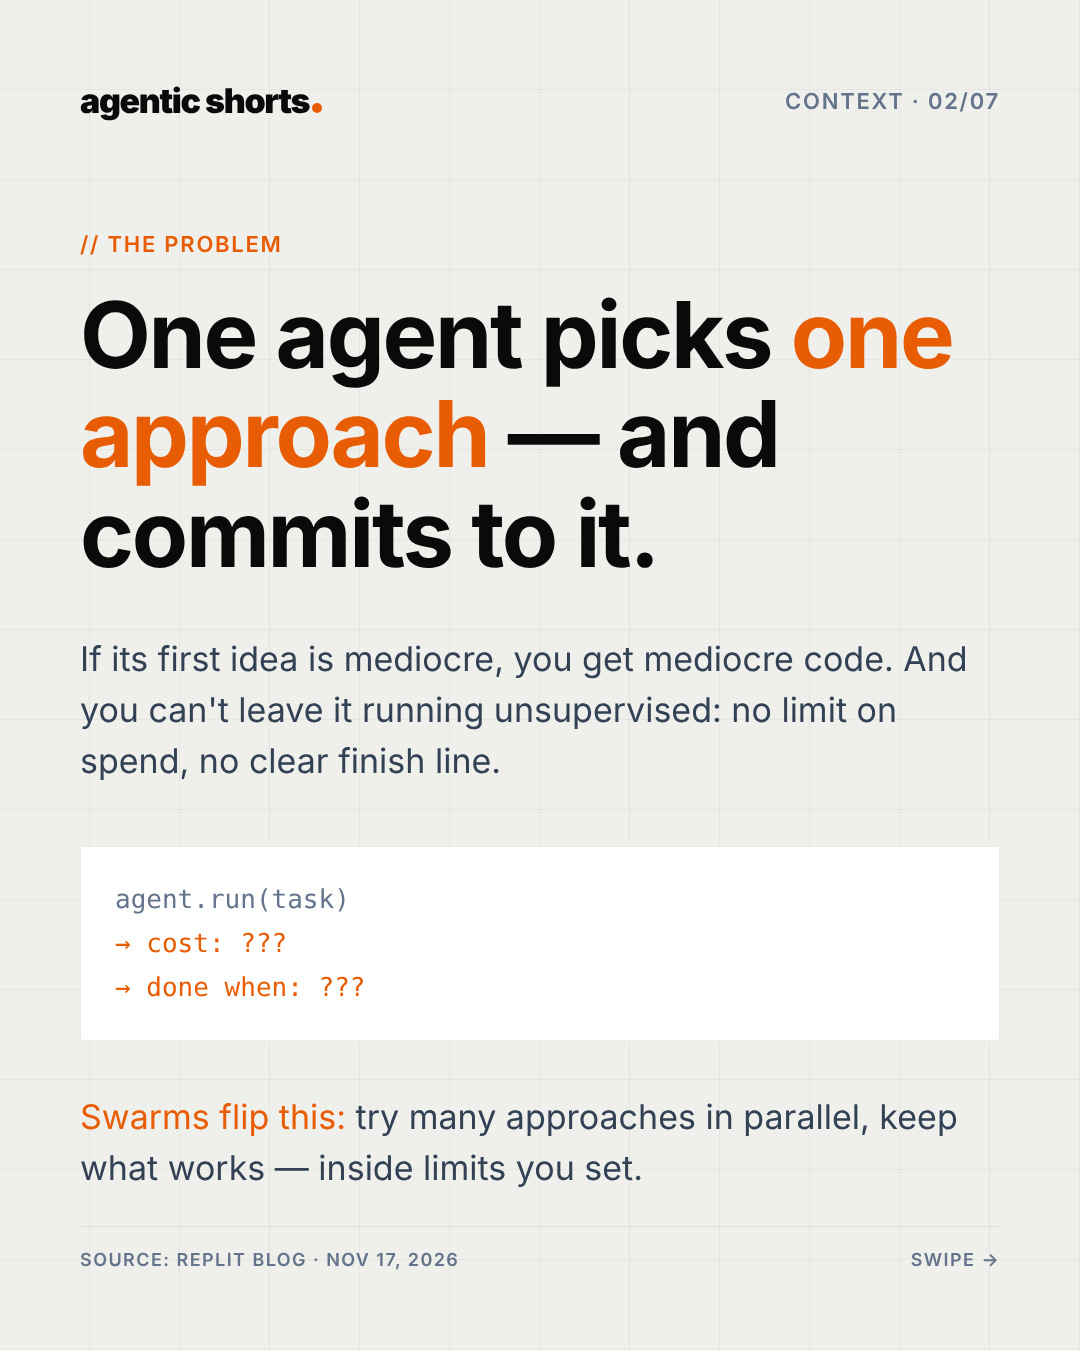 agentic shorts.
CONTEXT · 02/07
// THE PROBLEM
One agent picks one
approach — and
commits to it.
If its first idea is mediocre, you get mediocre code. And
you can't leave it running unsupervised: no limit on
spend, no clear finish line.
agent.run(task)
→ cost: ???
→ done when: ???
Swarms flip this: try many approaches in parallel, keep
what works — inside limits you set.
SOURCE: REPLIT BLOG · NOV 17, 2026
SWIPE →